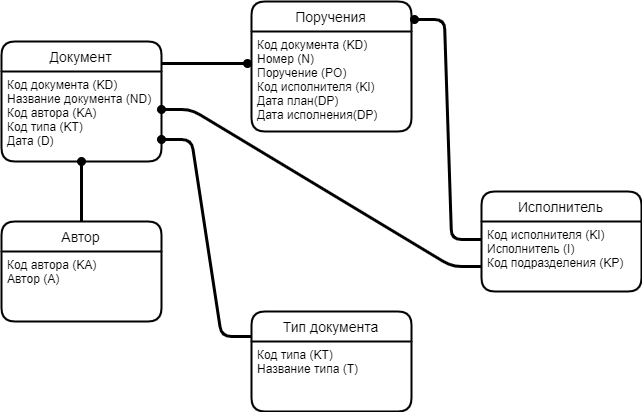 Поручения
Код документа (KD)
Номер (N)
Поручение (PO)
Код исполнителя (KI)
Дата план(DP)
Дата исполнения(DP)
Документ
Код документа (KD)
Название документа (ND)
Код автора (KA)
Код типа (KT)
Дата (D)
Исполнитель
Код исполнителя (KI)
Исполнитель (I)
Код подразделения (KP)
Автор
Код автора (KA)
Автор (A)
Тип документа
Код типа (KT)
Название типа (T)